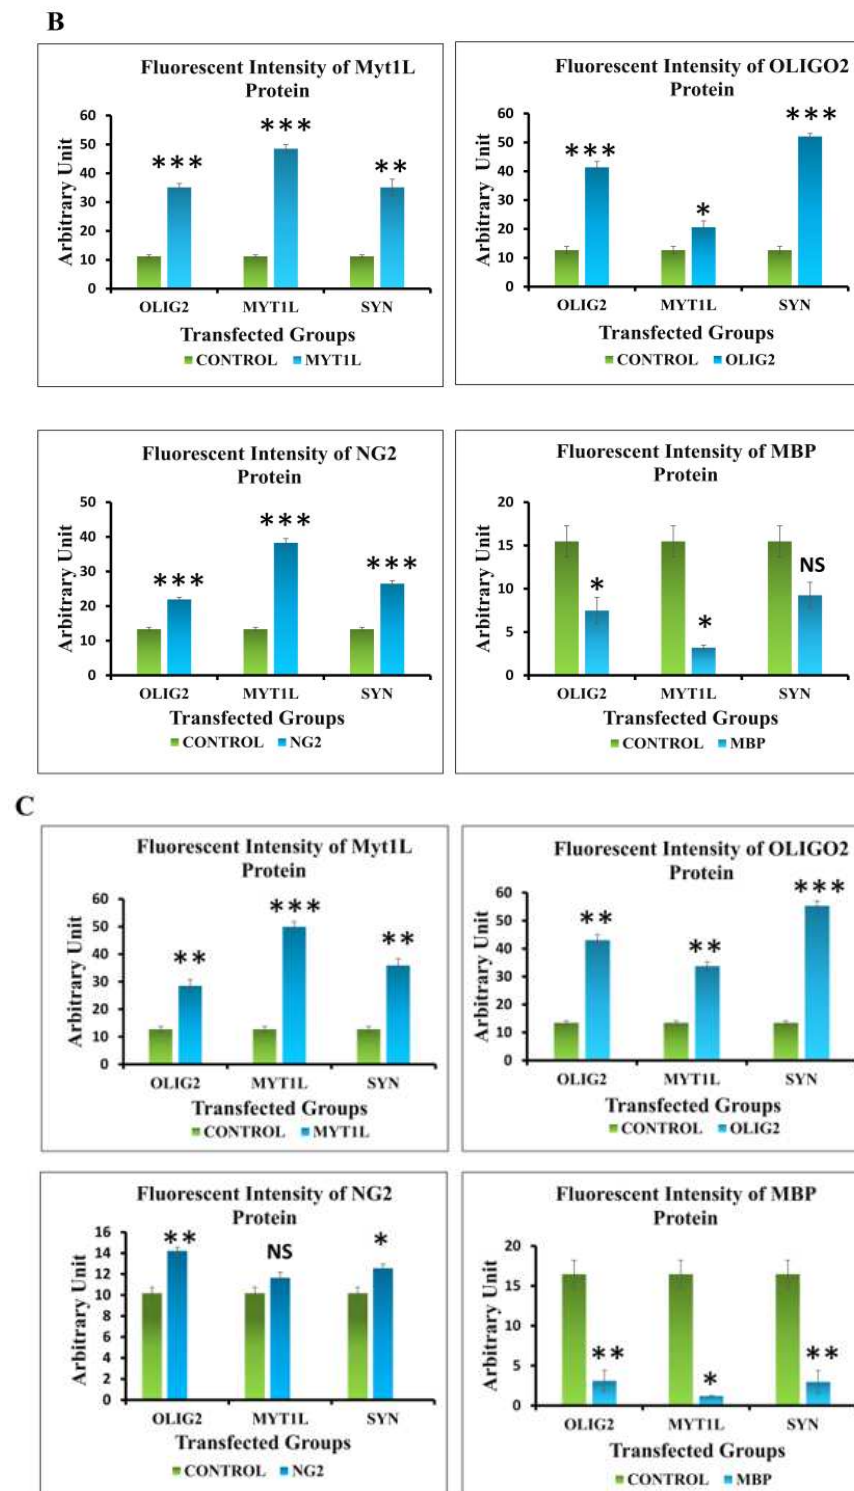 B
Fluorescent Intensity of Myt1L
Protein
Arbitrary Unit
60
50
40
30
20
10
0
***
***
**
OLIG2 MYT1L SYN
Transfected Groups
CONTROL MYT1L
Fluorescent Intensity of OLIGO2
Protein
Arbitrary Unit
60
50
40
30
20
10
0
***
*
***
OLIG2 MYT1L SYN
Transfected Groups
CONTROL OLIG2
Fluorescent Intensity of NG2
Protein
Arbitrary Unit
50
40
30
20
10
0
***
***
***
OLIG2 MYT1L SYN
Transfected Groups
CONTROL NG2
Fluorescent Intensity of MBP
Protein
Arbitrary Unit
20
15
10
5
0
*
*
NS
OLIG2 MYT1L SYN
Transfected Groups
CONTROL MBP
C
Fluorescent Intensity of Myt1L
Protein
Arbitrary Unit
60
50
40
30
20
10
0
**
***
**
OLIG2 MYT1L SYN
Transfected Groups
CONTROL MYT1L
Fluorescent Intensity of OLIGO2
Protein
Arbitrary Unit
60
50
40
30
20
10
0
**
**
***
OLIG2 MYT1L SYN
Transfected Groups
CONTROL OLIG2
Fluorescent Intensity of NG2
Protein
Arbitrary Unit
16
14
12
10
8
6
4
2
0
**
NS
*
OLIG2 MYT1L SYN
Transfected Groups
CONTROL NG2
Fluorescent Intensity of MBP
Protein
Arbitrary Unit
20
15
10
5
0
**
*
**
OLIG2 MYT1L SYN
Transfected Groups
CONTROL MBP